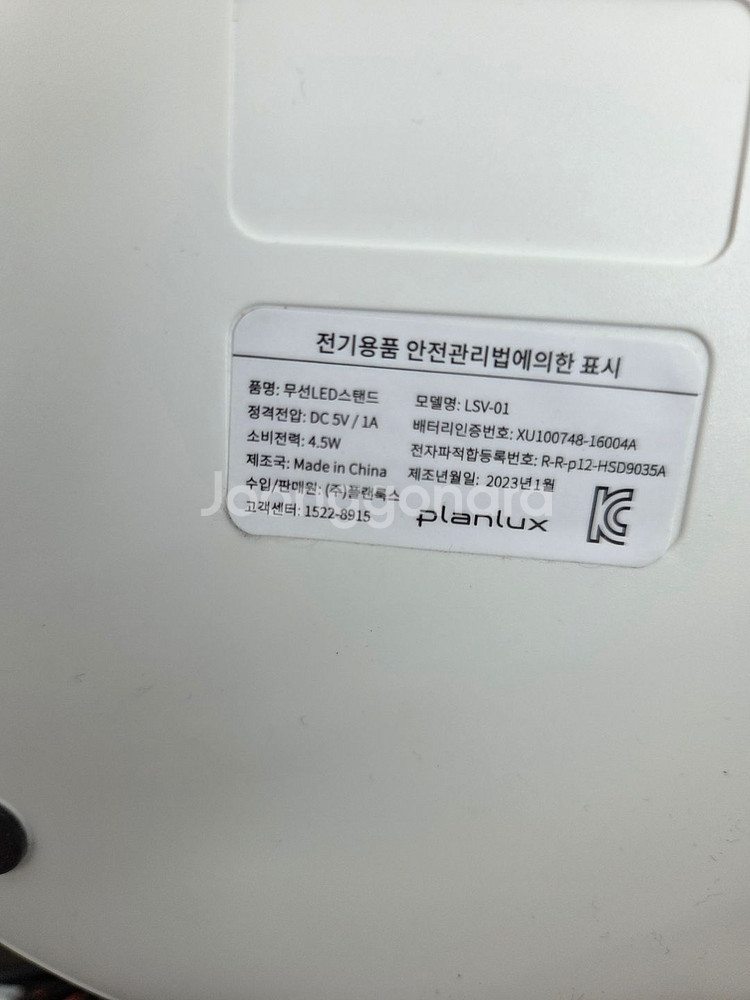 전기용품 안전관리법에의한 표시
품명: 무선LED스탠드
정격전압: DC 5V / 1A
소비전력: 4.5W
제조국: Made in China
수입/판매원: (주)플랜룩스
고객센터: 1522-8915
모델명: LSV-01
배터리인증번호: XU100748-16004A
전자파적합등록번호: R-R-p12-HSD9035A
제조년월일: 2023년1월
planlux
Joonggonara